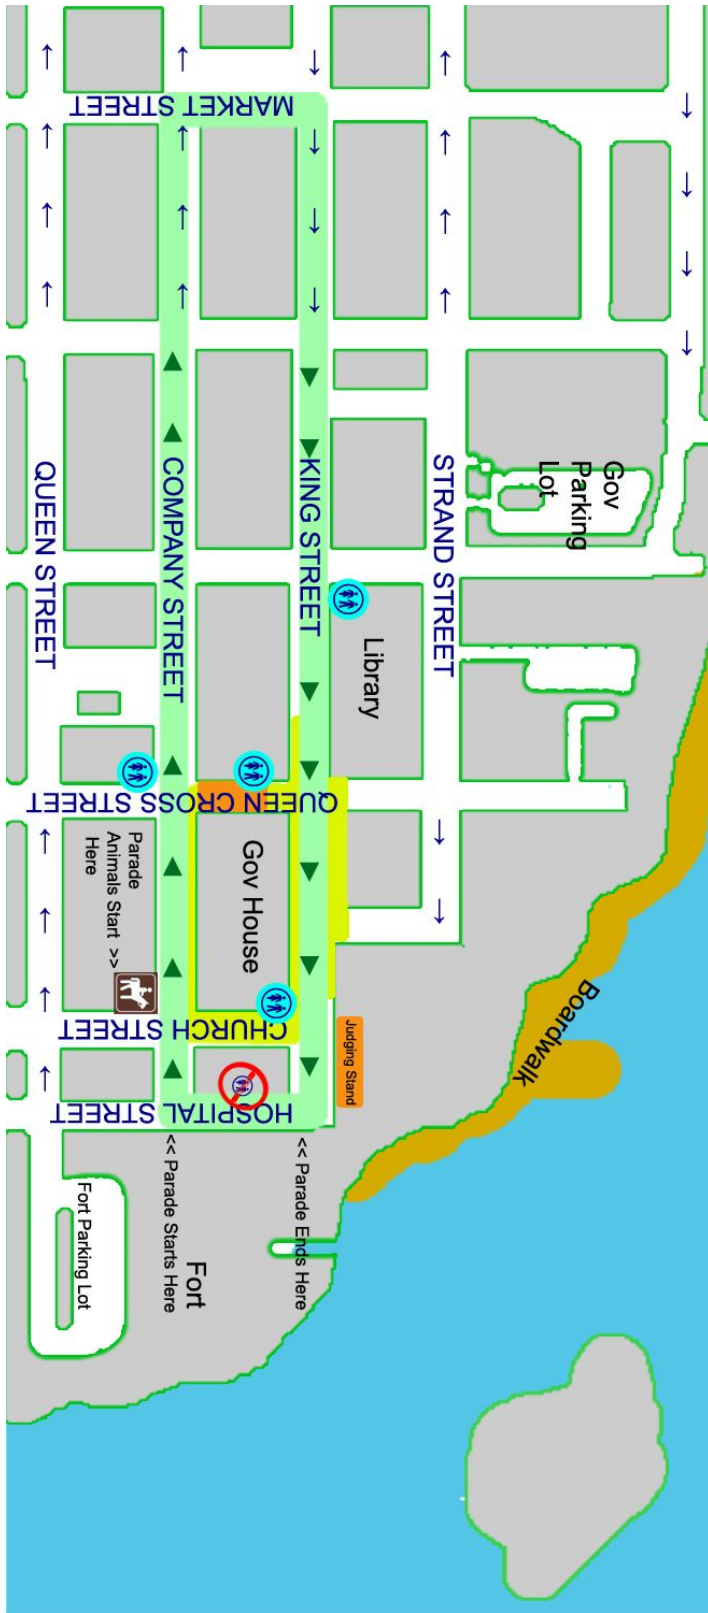 MARKET STREET
QUEEN STREET
COMPANY STREET
KING STREET
STRAND STREET
Gov
Parking
Lot
Library
QUEEN CROSS STREET
Parade
Animals Start >>
Here
Gov House
CHURCH STREET
Judging Stand
HOSPITAL STREET
Boardwalk
<< Parade Starts Here
<< Parade Ends Here
Fort
Fort Parking Lot